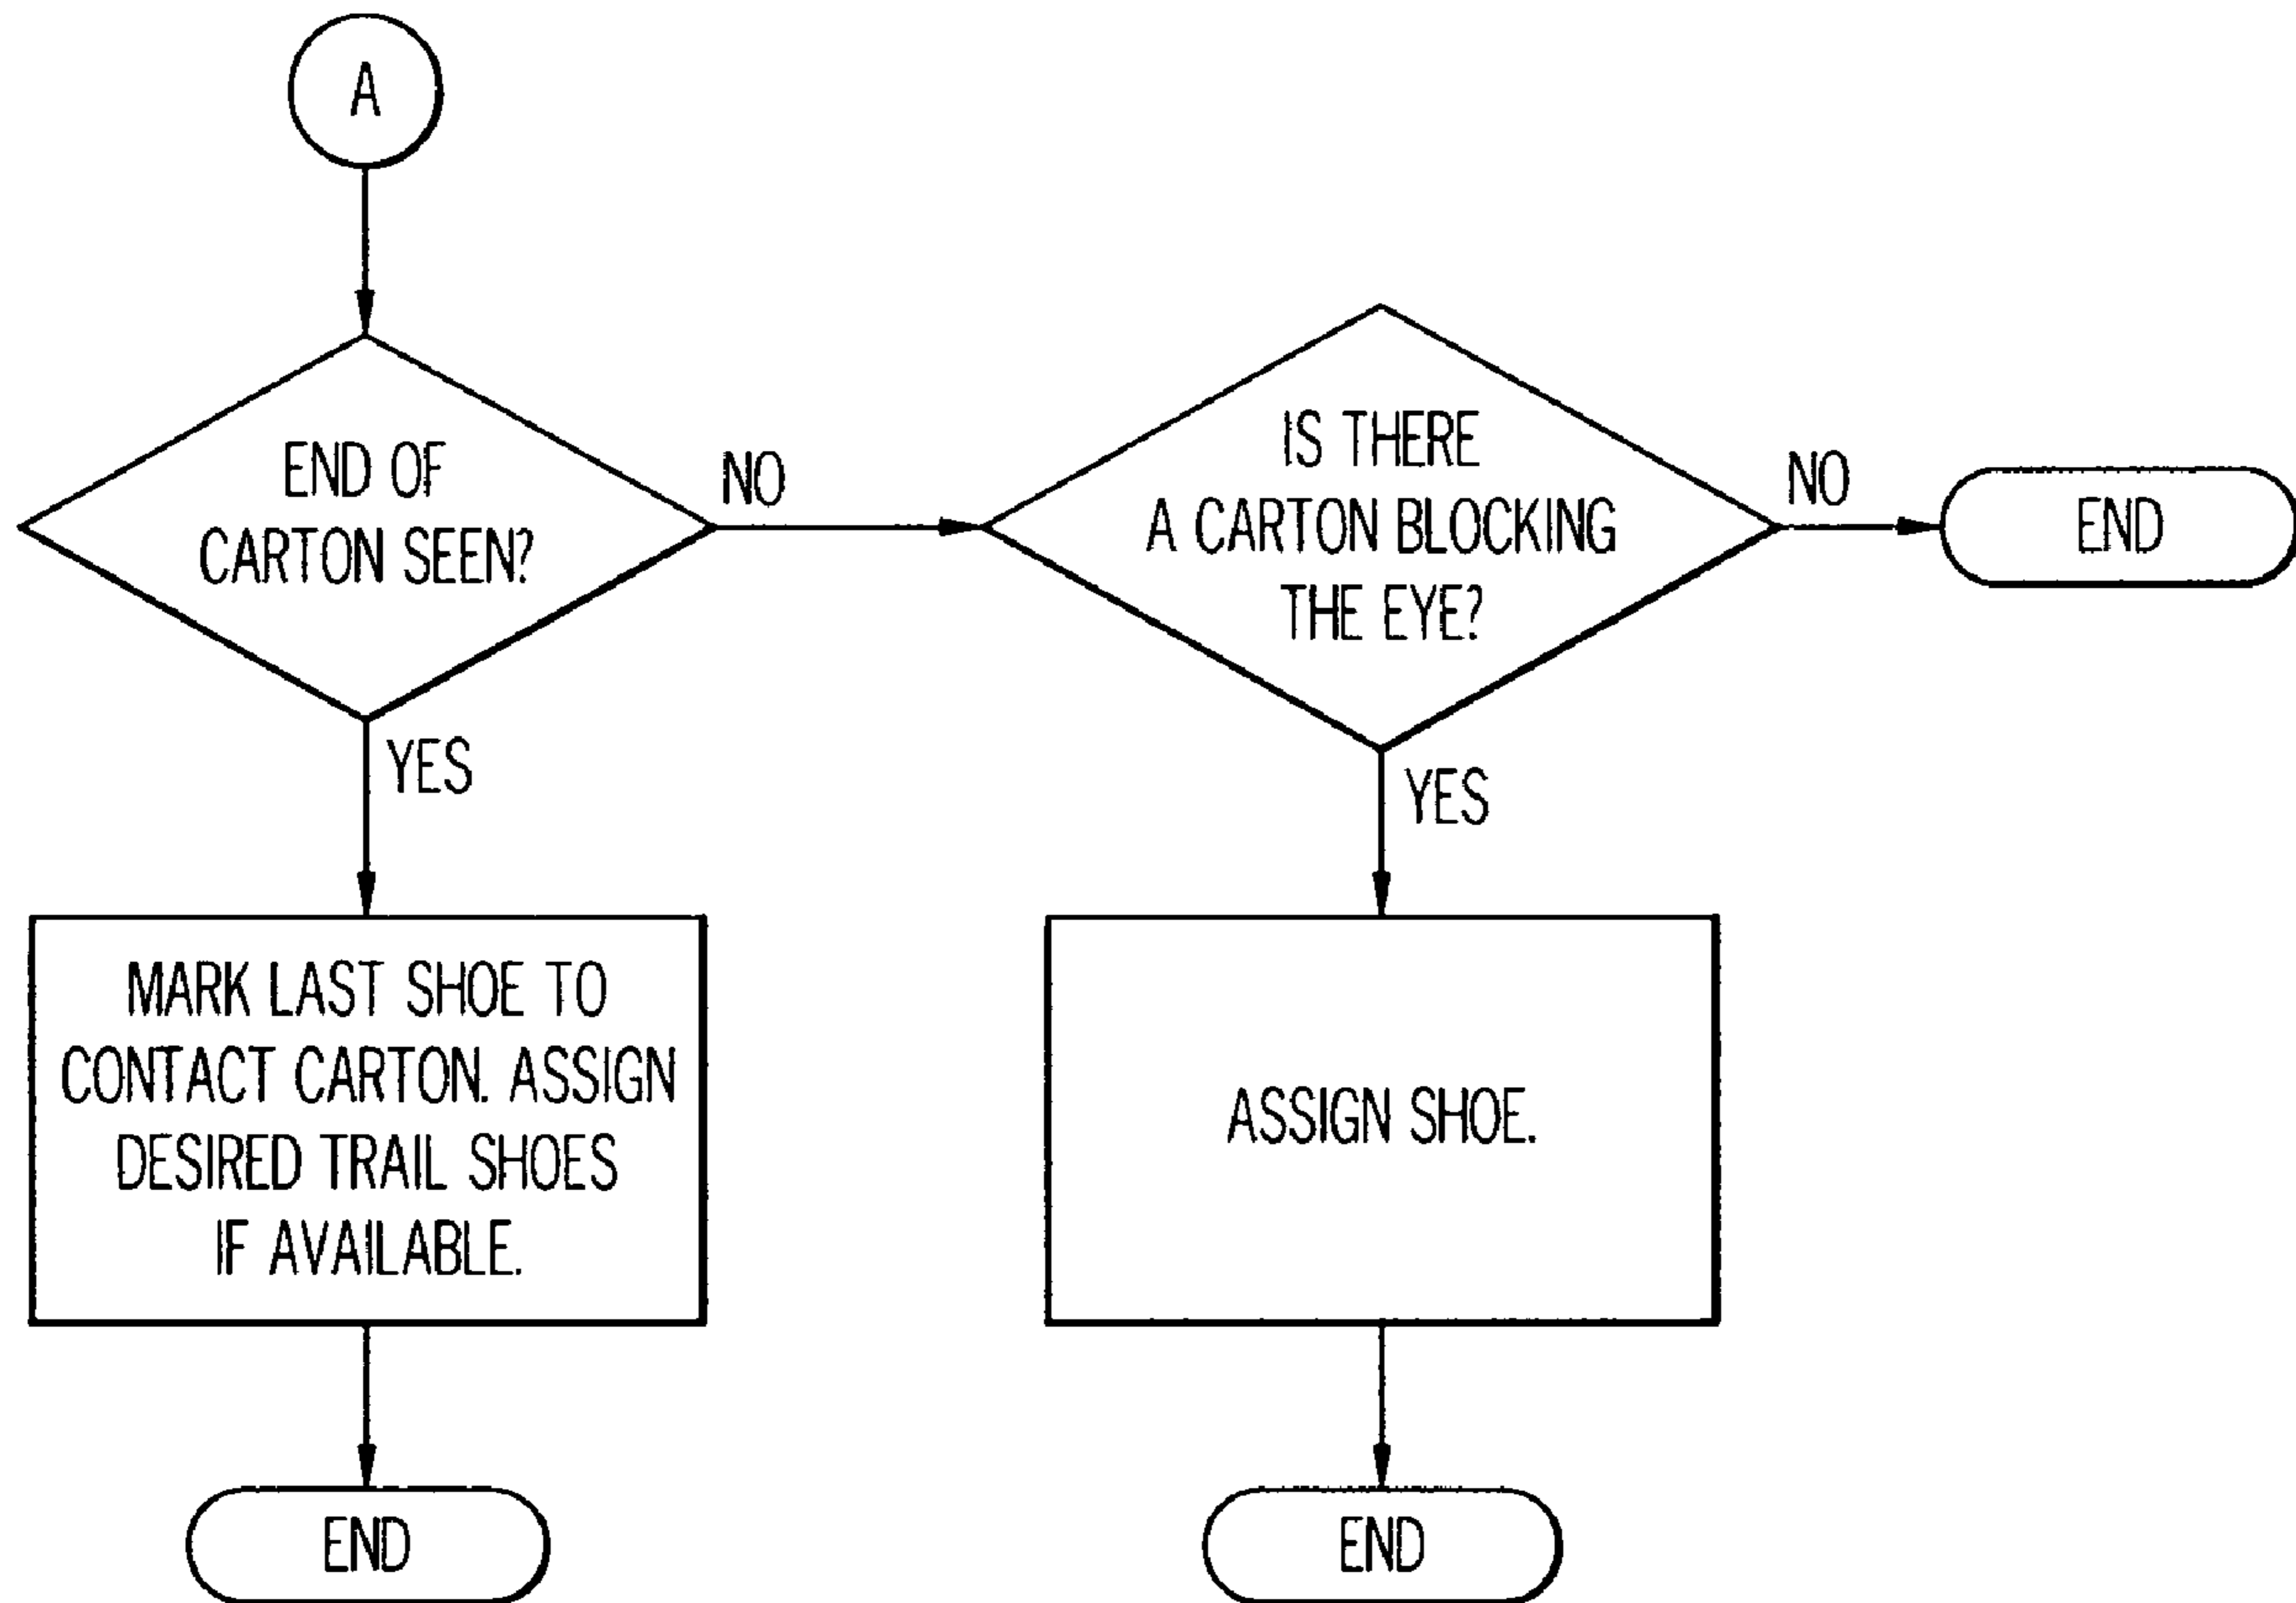 A
END OF
CARTON SEEN?
NO
IS THERE
A CARTON BLOCKING
THE EYE?
NO
END
YES
YES
MARK LAST SHOE TO
CONTACT CARTON. ASSIGN
DESIRED TRAIL SHOES
IF AVAILABLE.
ASSIGN SHOE.
END
END